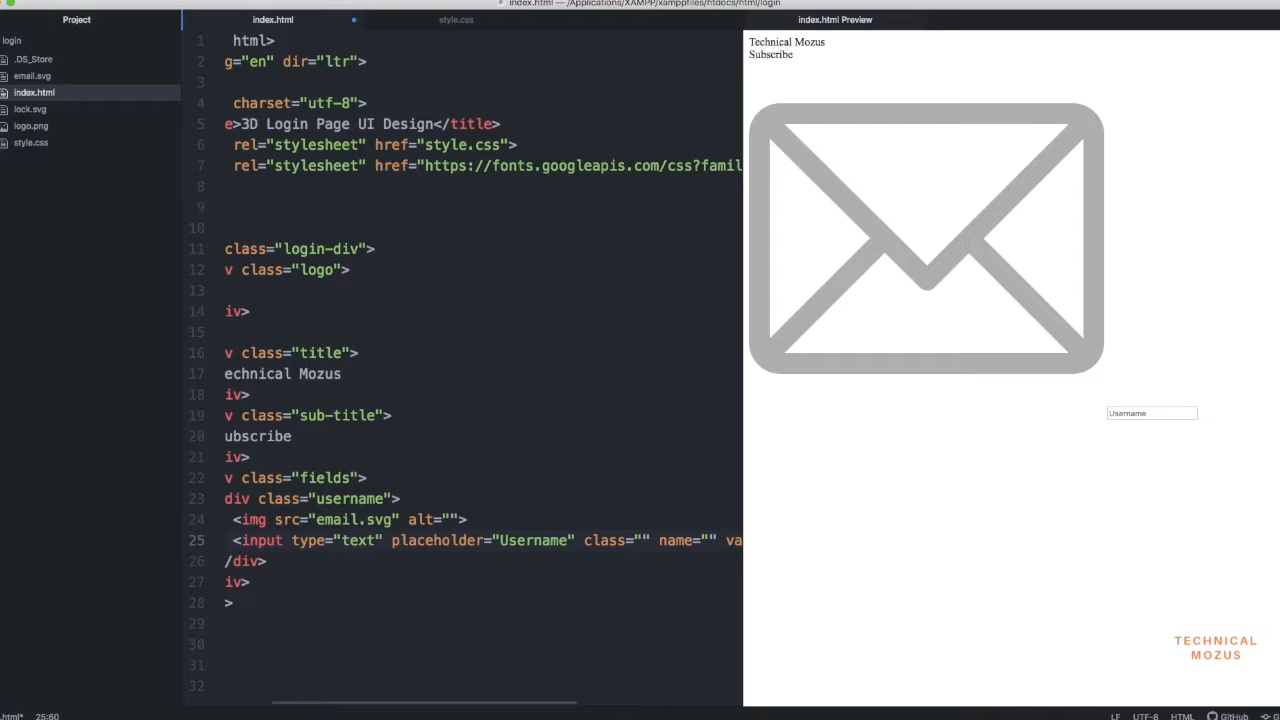 index.html — /Applications/XAMPP/xamppfiles/htdocs/html/login
Project
index.html
style.css
index.html Preview
login
.DS_Store
email.svg
index.html
lock.svg
logo.png
style.css
1 html>
2 g="en" dir="ltr">
3
4 charset="utf-8">
5 e>3D Login Page UI Design</title>
6 rel="stylesheet" href="style.css">
7 rel="stylesheet" href="https://fonts.googleapis.com/css?famil
8
9
10
11 class="login-div">
12 v class="logo">
13
14 iv>
15
16 v class="title">
17 echnical Mozus
18 iv>
19 v class="sub-title">
20 ubscribe
21 iv>
22 v class="fields">
23 div class="username">
24 <img src="email.svg" alt="">
25 <input type="text" placeholder="Username" class="" name="" va
26 /div>
27 iv>
28 >
29
30
31
32
Technical Mozus
Subscribe
Username
TECHNICAL
MOZUS
.html* 25:60
LF UTF-8 HTML GitHub G